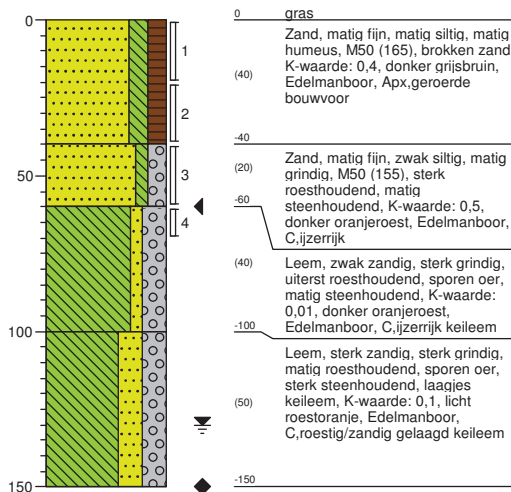 0
50
100
150
1
2
3
4
0 gras
Zand, matig fijn, matig siltig, matig
humeus, M50 (165), brokken zand,
K-waarde: 0,4, donker grijsbruin,
(40)
Edelmanboor, Apx,geroerde
bouwvoor
-40
Zand, matig fijn, zwak siltig, matig
(20)
grindig, M50 (155), sterk
roesthoudend, matig
-60
steenhoudend, K-waarde: 0,5,
donker oranjeroest, Edelmanboor,
C,ijzerrijk
(40)
Leem, zwak zandig, sterk grindig,
uiterst roesthoudend, sporen oer,
matig steenhoudend, K-waarde:
0,01, donker oranjeroest,
-100
Edelmanboor, C,ijzerrijk keileem
Leem, sterk zandig, sterk grindig,
matig roesthoudend, sporen oer,
sterk steenhoudend, laagjes
keileem, K-waarde: 0,1, licht
(50)
roestoranje, Edelmanboor,
C,roestig/zandig gelaagd keileem
-150